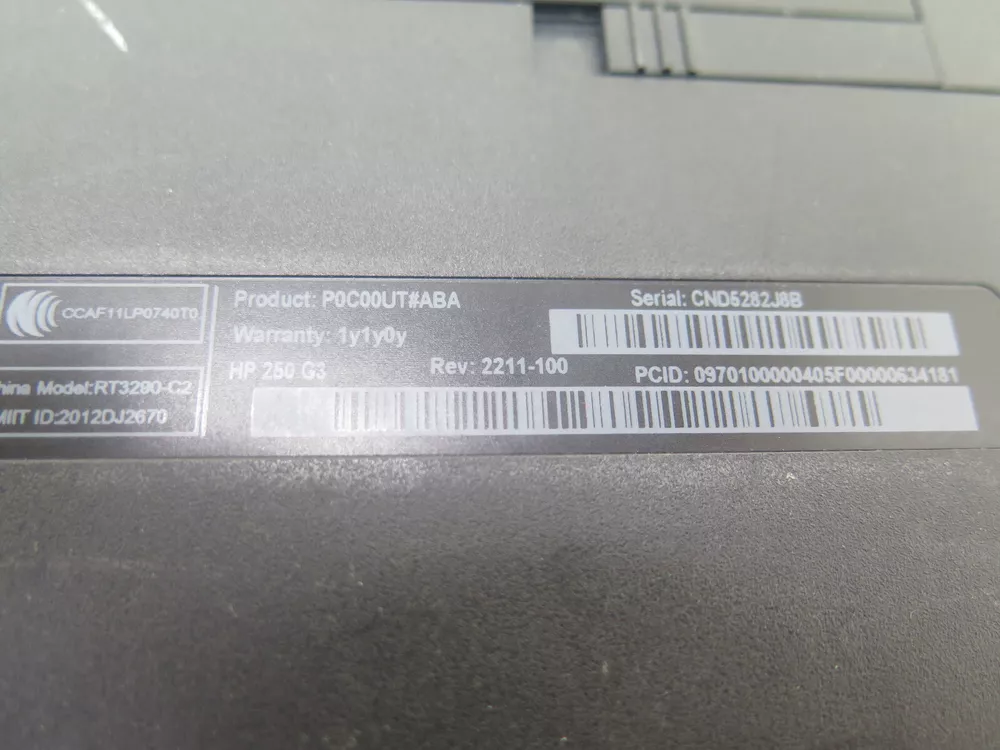 CCAF11LP0740T0
China Model:RT3290-C2
MIIT ID:2012DJ2670
Product: P0C00UT#ABA
Warranty: 1y1y0y
HP 250 G3
Rev: 2211-100
Serial: CND5282J8B
PCID: 0970100000405F00000634181